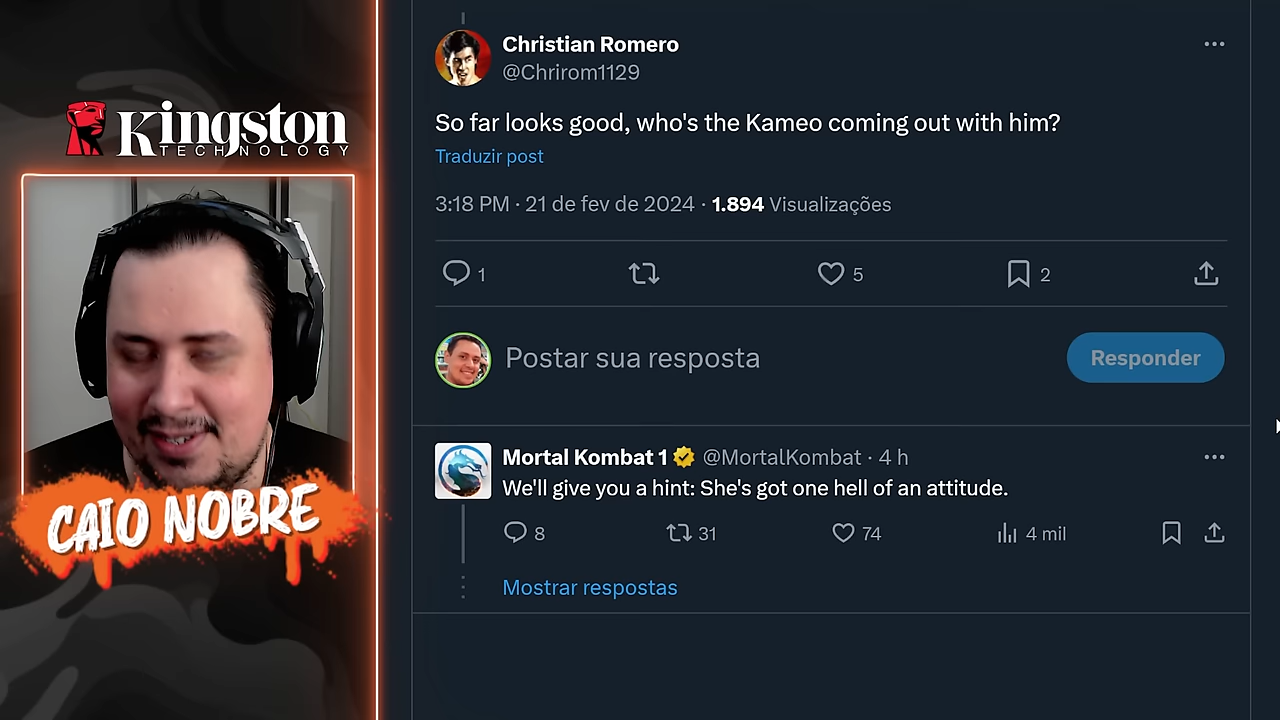 Kingston
TECHNOLOGY
CAIO NOBRE
Christian Romero
@Chrirom1129
So far looks good, who's the Kameo coming out with him?
Traduzir post
3:18 PM · 21 de fev de 2024 · 1.894 Visualizações
1 5 2
Postar sua resposta
Responder
Mortal Kombat 1 @MortalKombat · 4 h
We'll give you a hint: She's got one hell of an attitude.
8 31 74 4 mil
Mostrar respostas